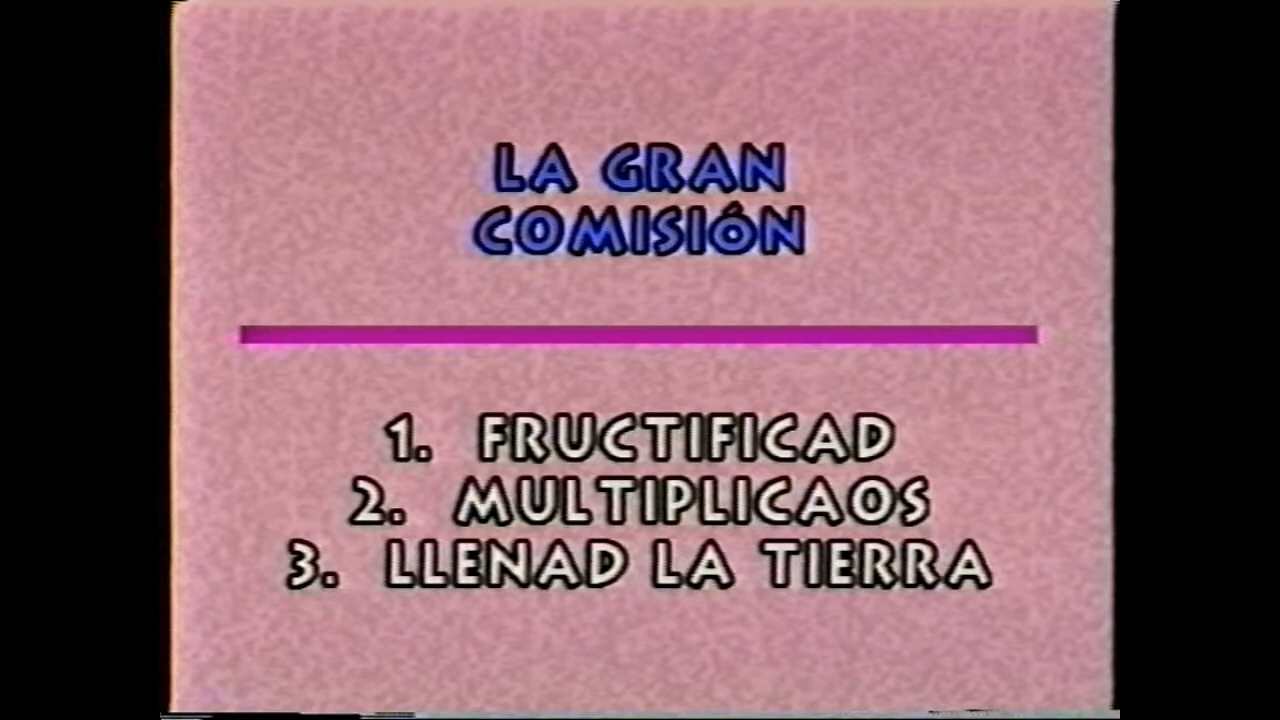 LA GRAN
COMISIÓN
1. FRUCTIFICAD
2. MULTIPLICAOS
3. LLENAD LA TIERRA